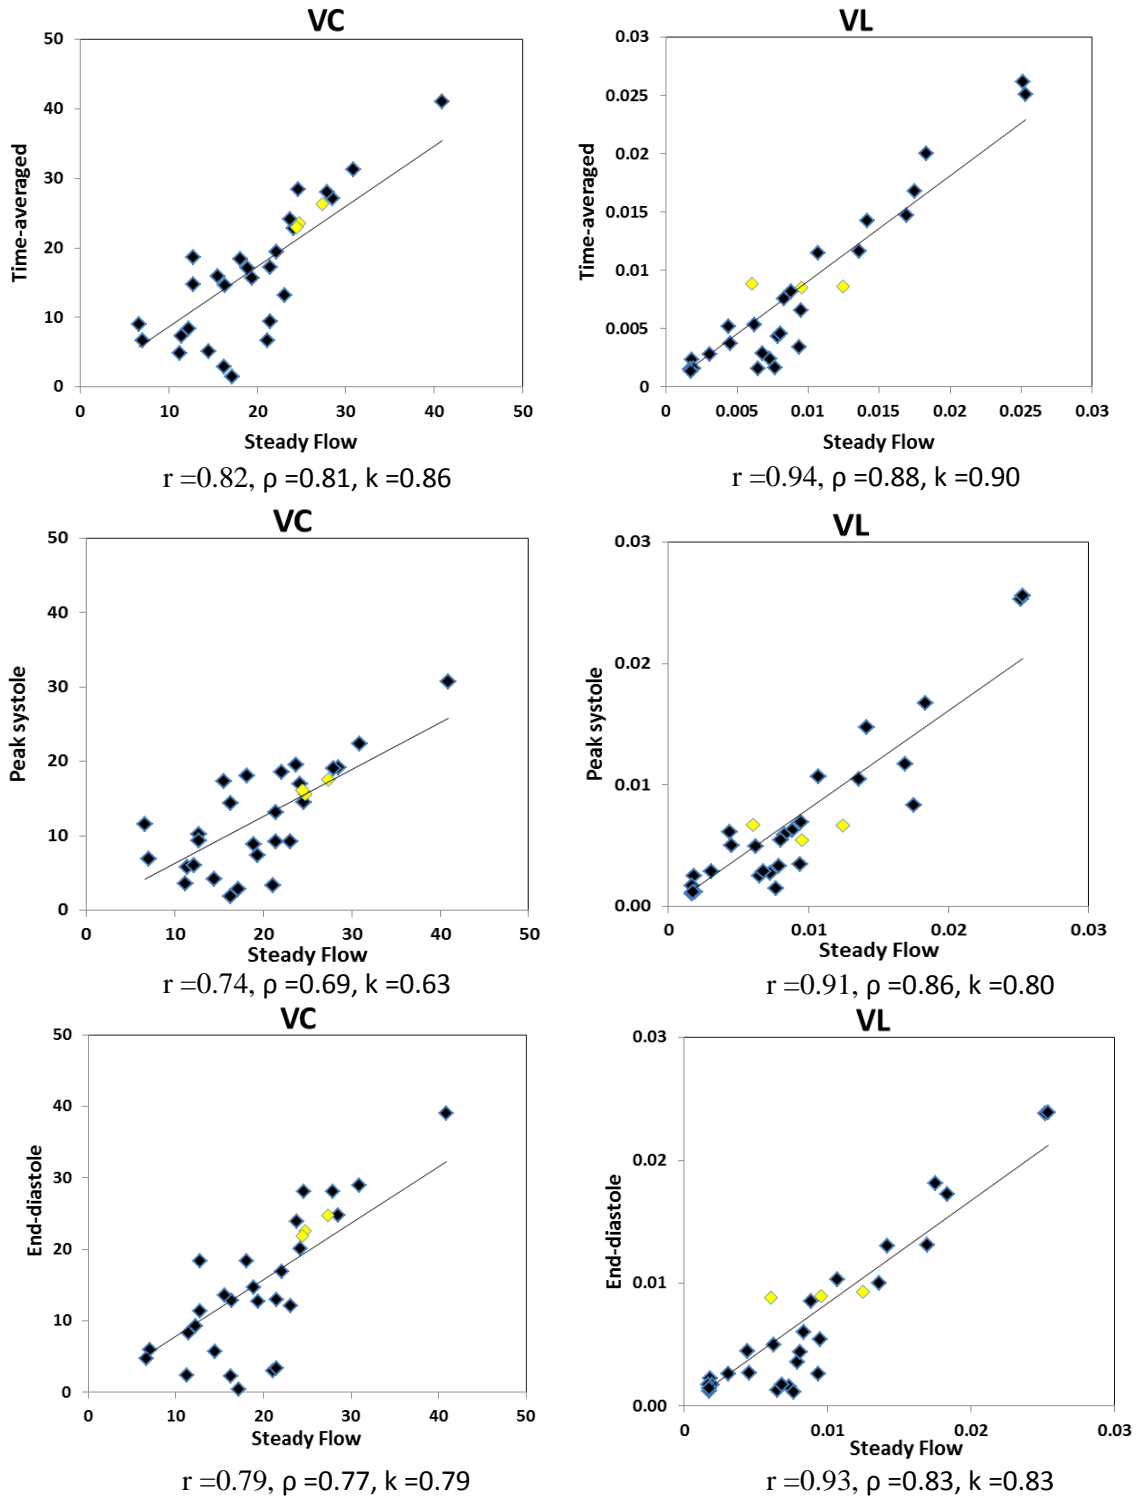 VC
50
40
30
20
10
0
Time-averaged
0 10 20 30 40 50
Steady Flow
r =0.82, ρ =0.81, k =0.86
VL
0.03
0.025
0.02
0.015
0.01
0.005
0
Time-averaged
0 0.005 0.01 0.015 0.02 0.025 0.03
Steady Flow
r =0.94, ρ =0.88, k =0.90
VC
50
40
30
20
10
0
Peak systole
0 10 20 30 40 50
Steady Flow
r =0.74, ρ =0.69, k =0.63
VL
0.03
0.02
0.01
0.00
Peak systole
0 0.01 0.02 0.03
Steady Flow
r =0.91, ρ =0.86, k =0.80
VC
50
40
30
20
10
0
End-diastole
0 10 20 30 40 50
Steady Flow
r =0.79, ρ =0.77, k =0.79
VL
0.03
0.02
0.01
0.00
End-diastole
0 0.01 0.02 0.03
Steady Flow
r =0.93, ρ =0.83, k =0.83